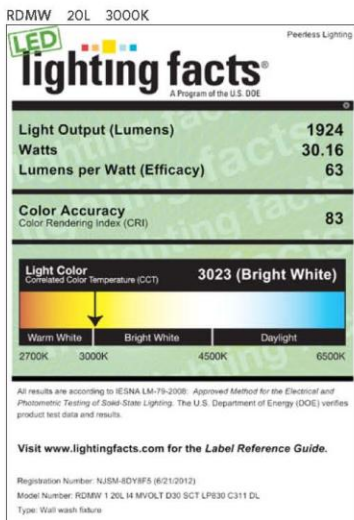 RDMW 20L 3000K
LED
Peerless Lighting
lighting facts®
A Program of the U.S. DOE
Light Output (Lumens) 1924
Watts 30.16
Lumens per Watt (Efficacy) 63
Color Accuracy 83
Color Rendering Index (CRI)
Light Color 3023 (Bright White)
Correlated Color Temperature (CCT)
Warm White Bright White Daylight
2700K 3000K 4500K 6500K
All results are according to IESNA LM-79-2008: Approved Method for the Electrical and
Photometric Testing of Solid-State Lighting. The U.S. Department of Energy (DOE) verifies
product test data and results.
Visit www.lightingfacts.com for the Label Reference Guide.
Registration Number: NJSM-8DY8F5 (6/21/2012)
Model Number: RDMW 1 20L I4 MVOLT D30 SCT LP830 C311 DL
Type: Wall wash fixture